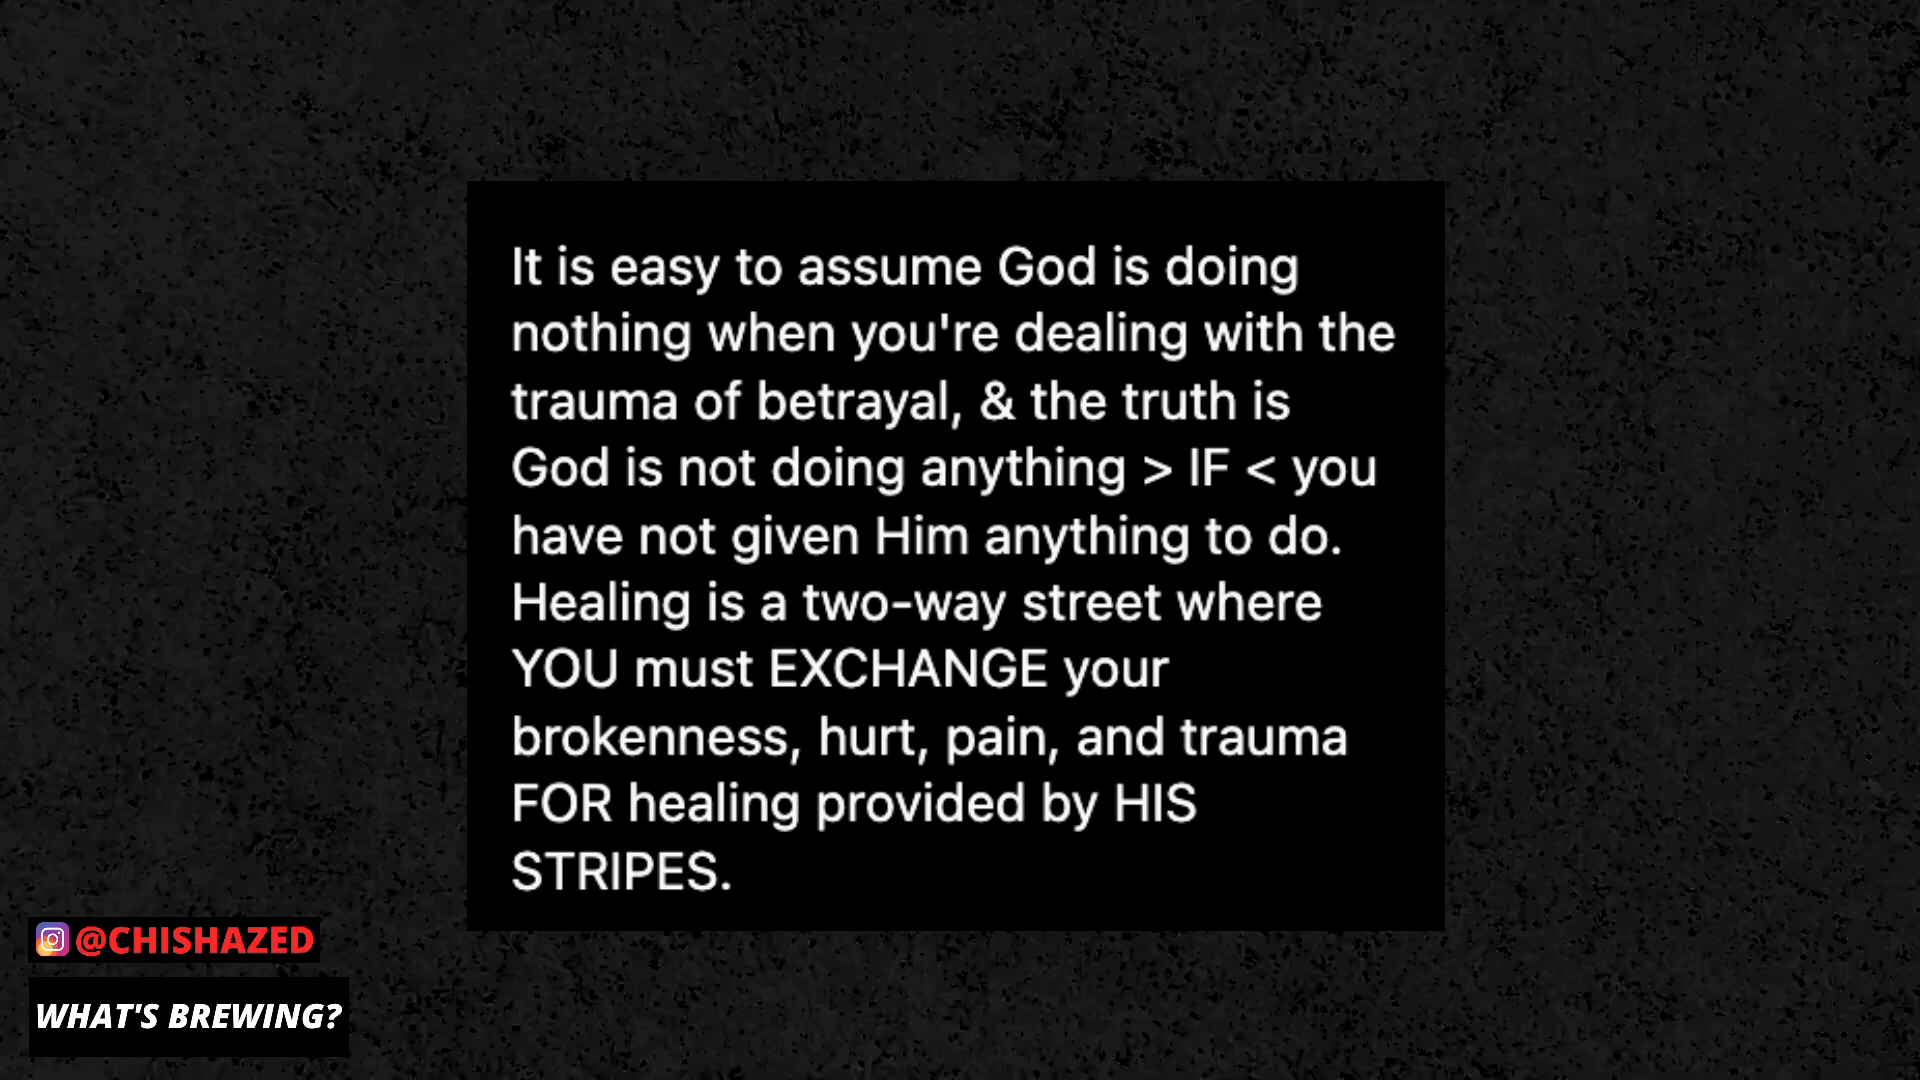 It is easy to assume God is doing
nothing when you're dealing with the
trauma of betrayal, & the truth is
God is not doing anything > IF < you
have not given Him anything to do.
Healing is a two-way street where
YOU must EXCHANGE your
brokenness, hurt, pain, and trauma
FOR healing provided by HIS
STRIPES.
@CHISHAZED
WHAT'S BREWING?